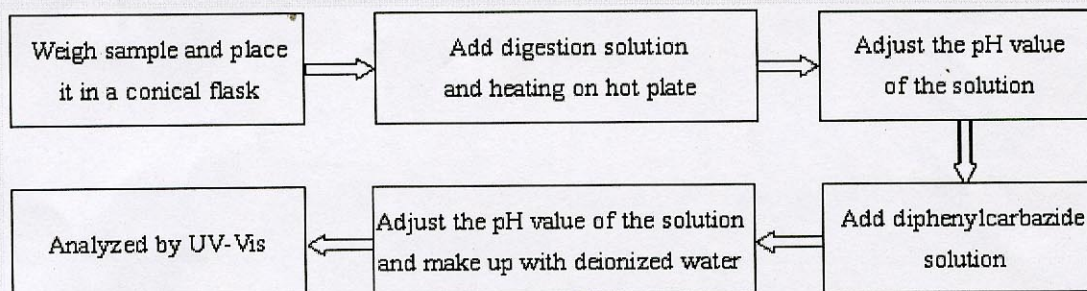 Weigh sample and place
it in a conical flask
Add digestion solution
and heating on hot plate
Adjust the pH value
of the solution
Add diphenylcarbazide
solution
Adjust the pH value of the solution
and make up with deionized water
Analyzed by UV-Vis